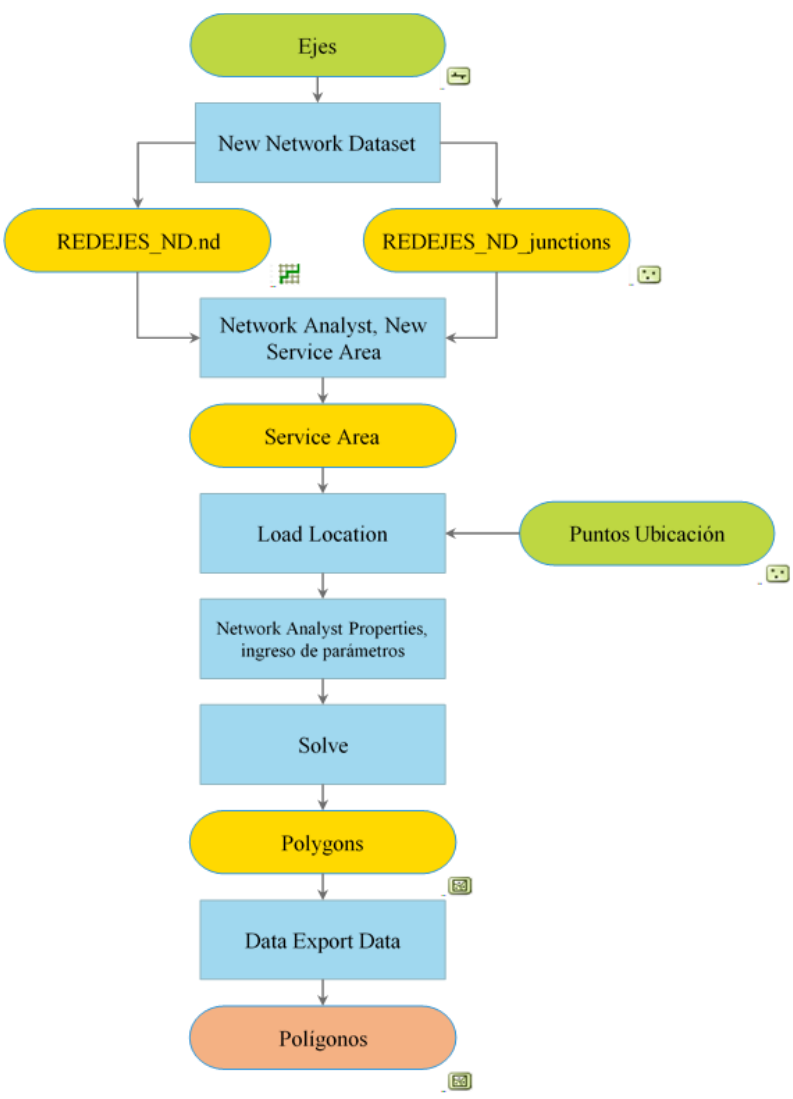 Ejes
New Network Dataset
REDEJES_ND.nd
REDEJES_ND_junctions
Network Analyst, New
Service Area
Service Area
Load Location
Puntos Ubicación
Network Analyst Properties,
ingreso de parámetros
Solve
Polygons
Data Export Data
Polígonos